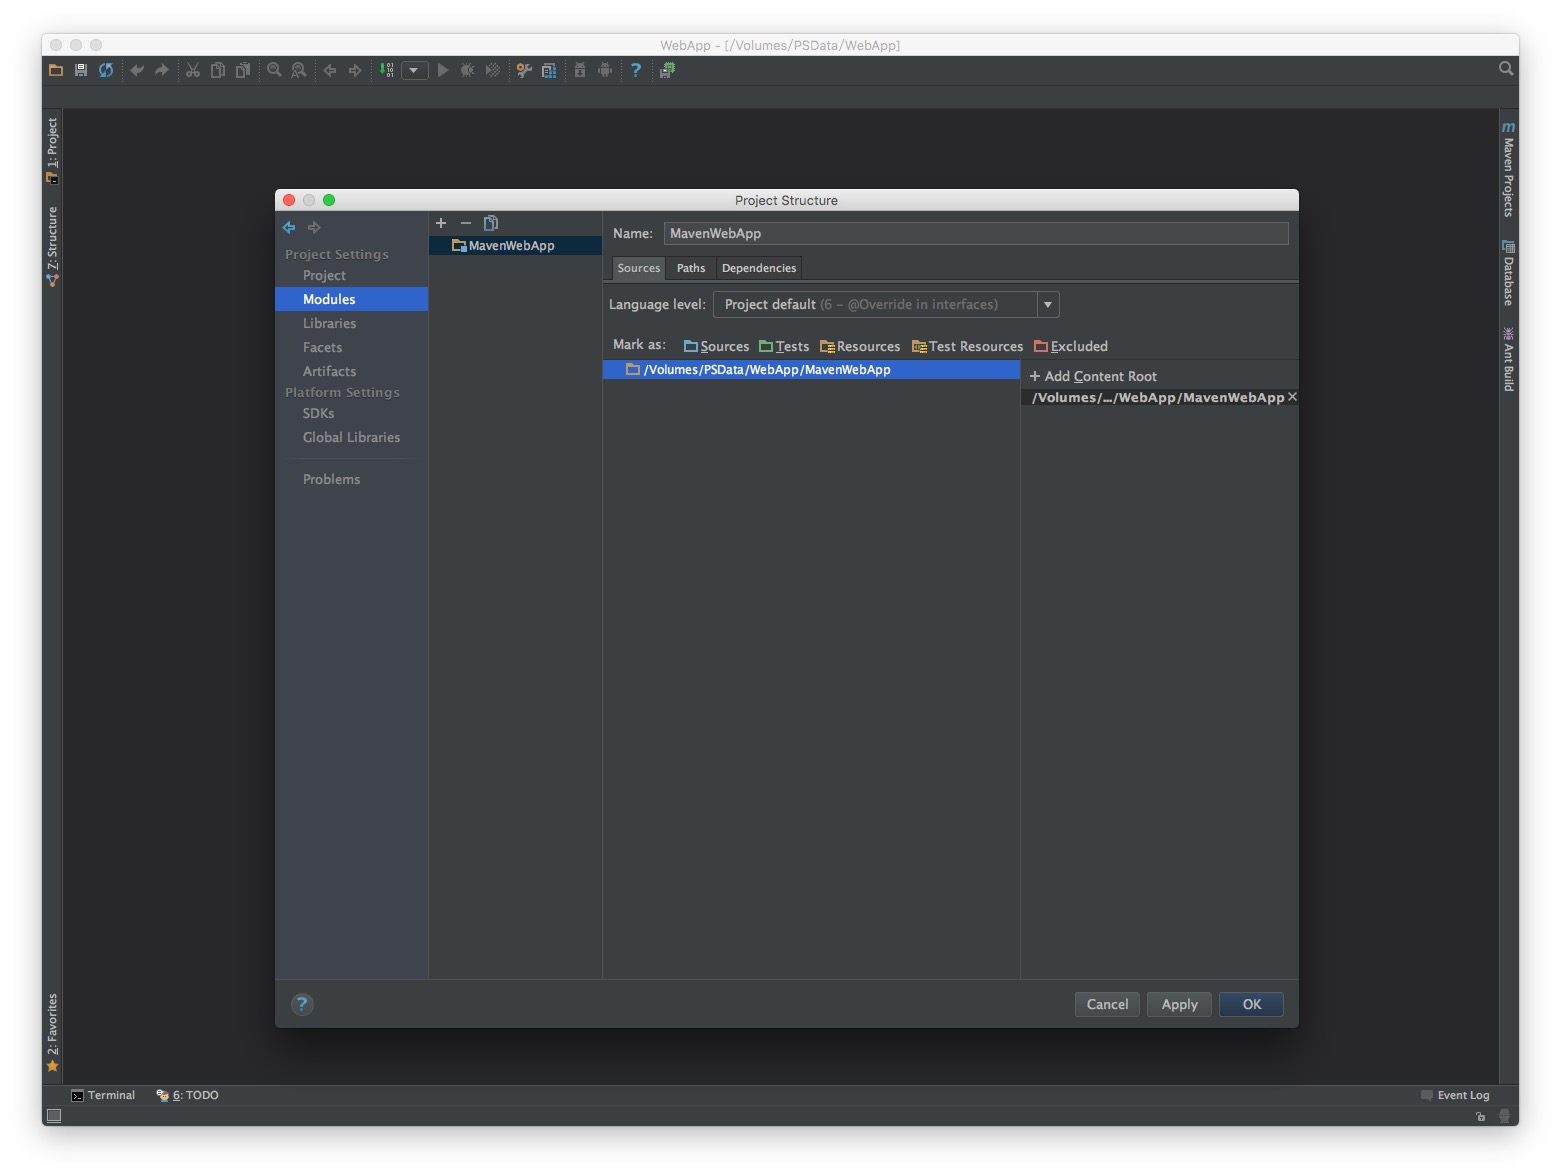 WebApp - [/Volumes/PSData/WebApp]
1: Project
Z: Structure
2: Favorites
m
Maven Projects
Database
Ant Build
Project Structure
Project Settings
Project
Modules
Libraries
Facets
Artifacts
Platform Settings
SDKs
Global Libraries
Problems
MavenWebApp
Name: MavenWebApp
Sources Paths Dependencies
Language level: Project default (6 - @Override in interfaces)
Mark as: Sources Tests Resources Test Resources Excluded
/Volumes/PSData/WebApp/MavenWebApp
+ Add Content Root
/Volumes/.../WebApp/MavenWebApp
? Cancel Apply OK
Terminal 6: TODO Event Log